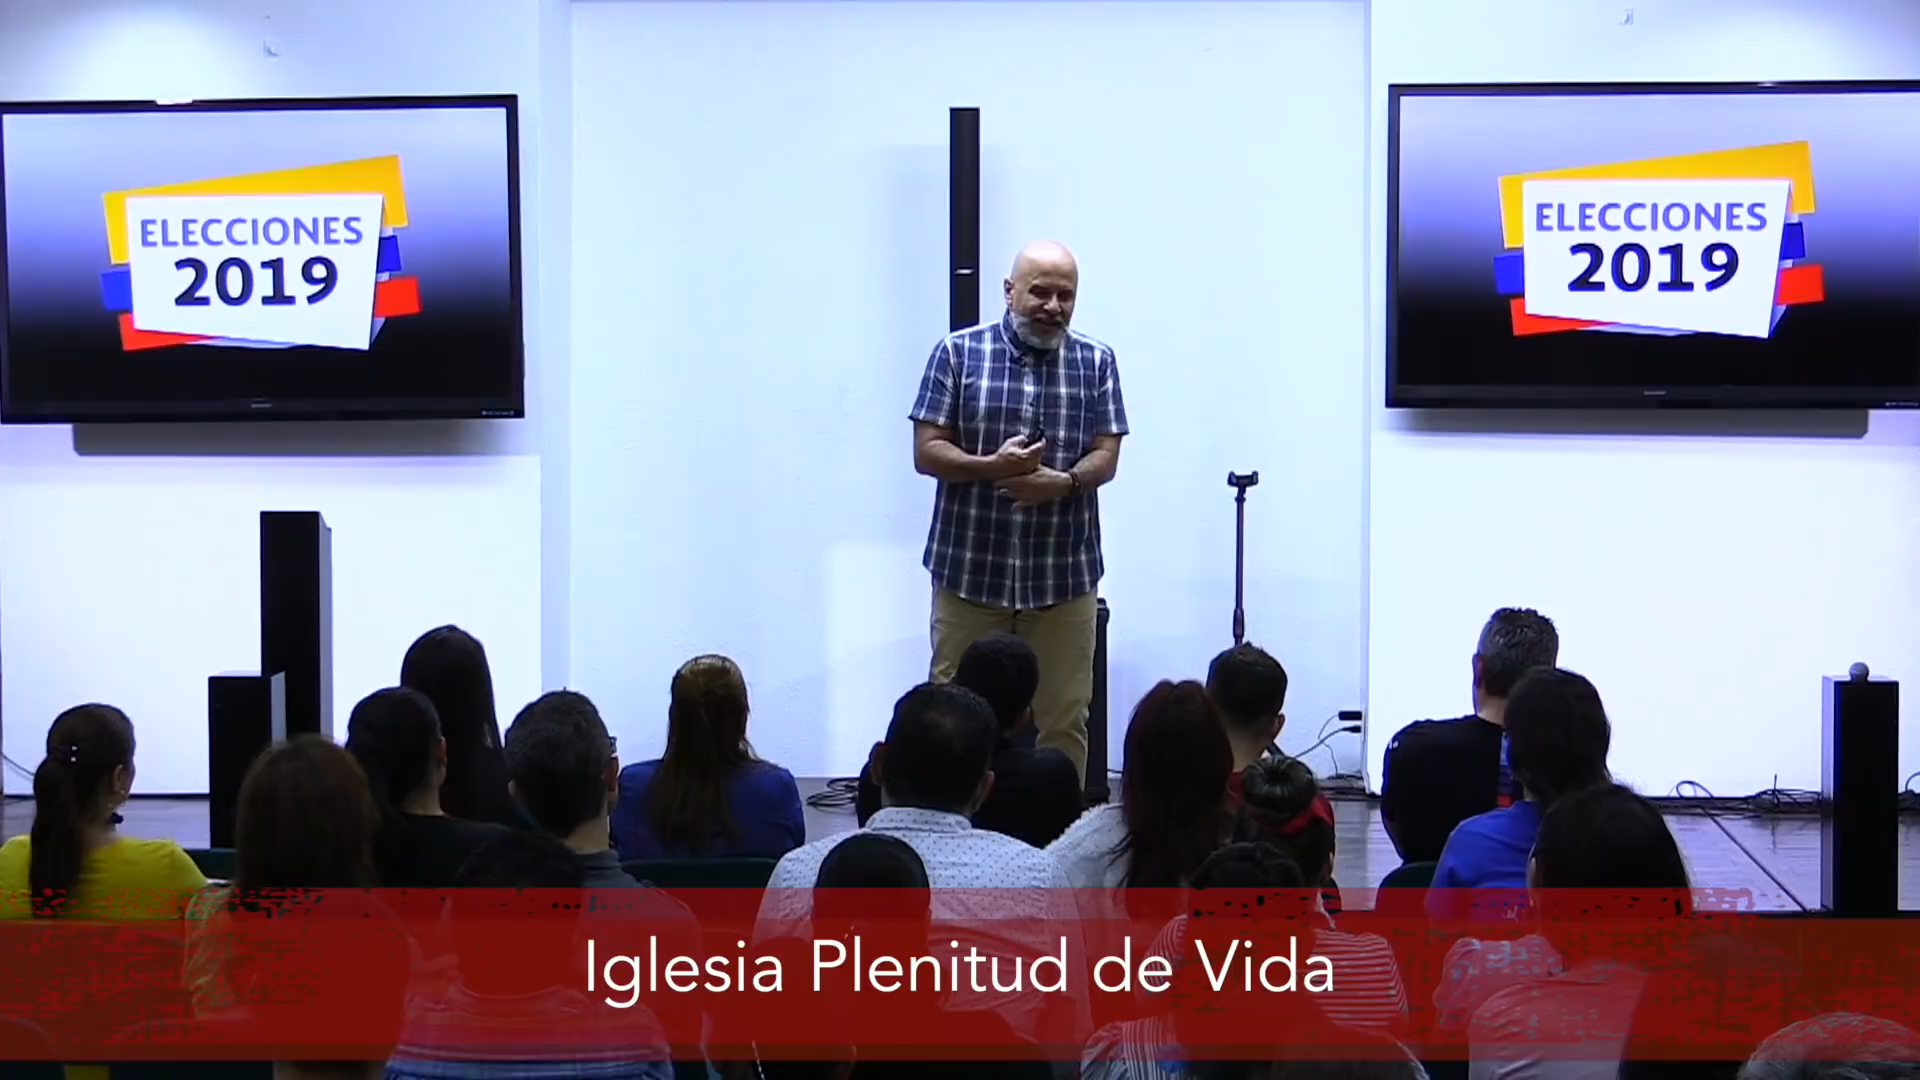 ELECCIONES
2019
ELECCIONES
2019
Iglesia Plenitud de Vida